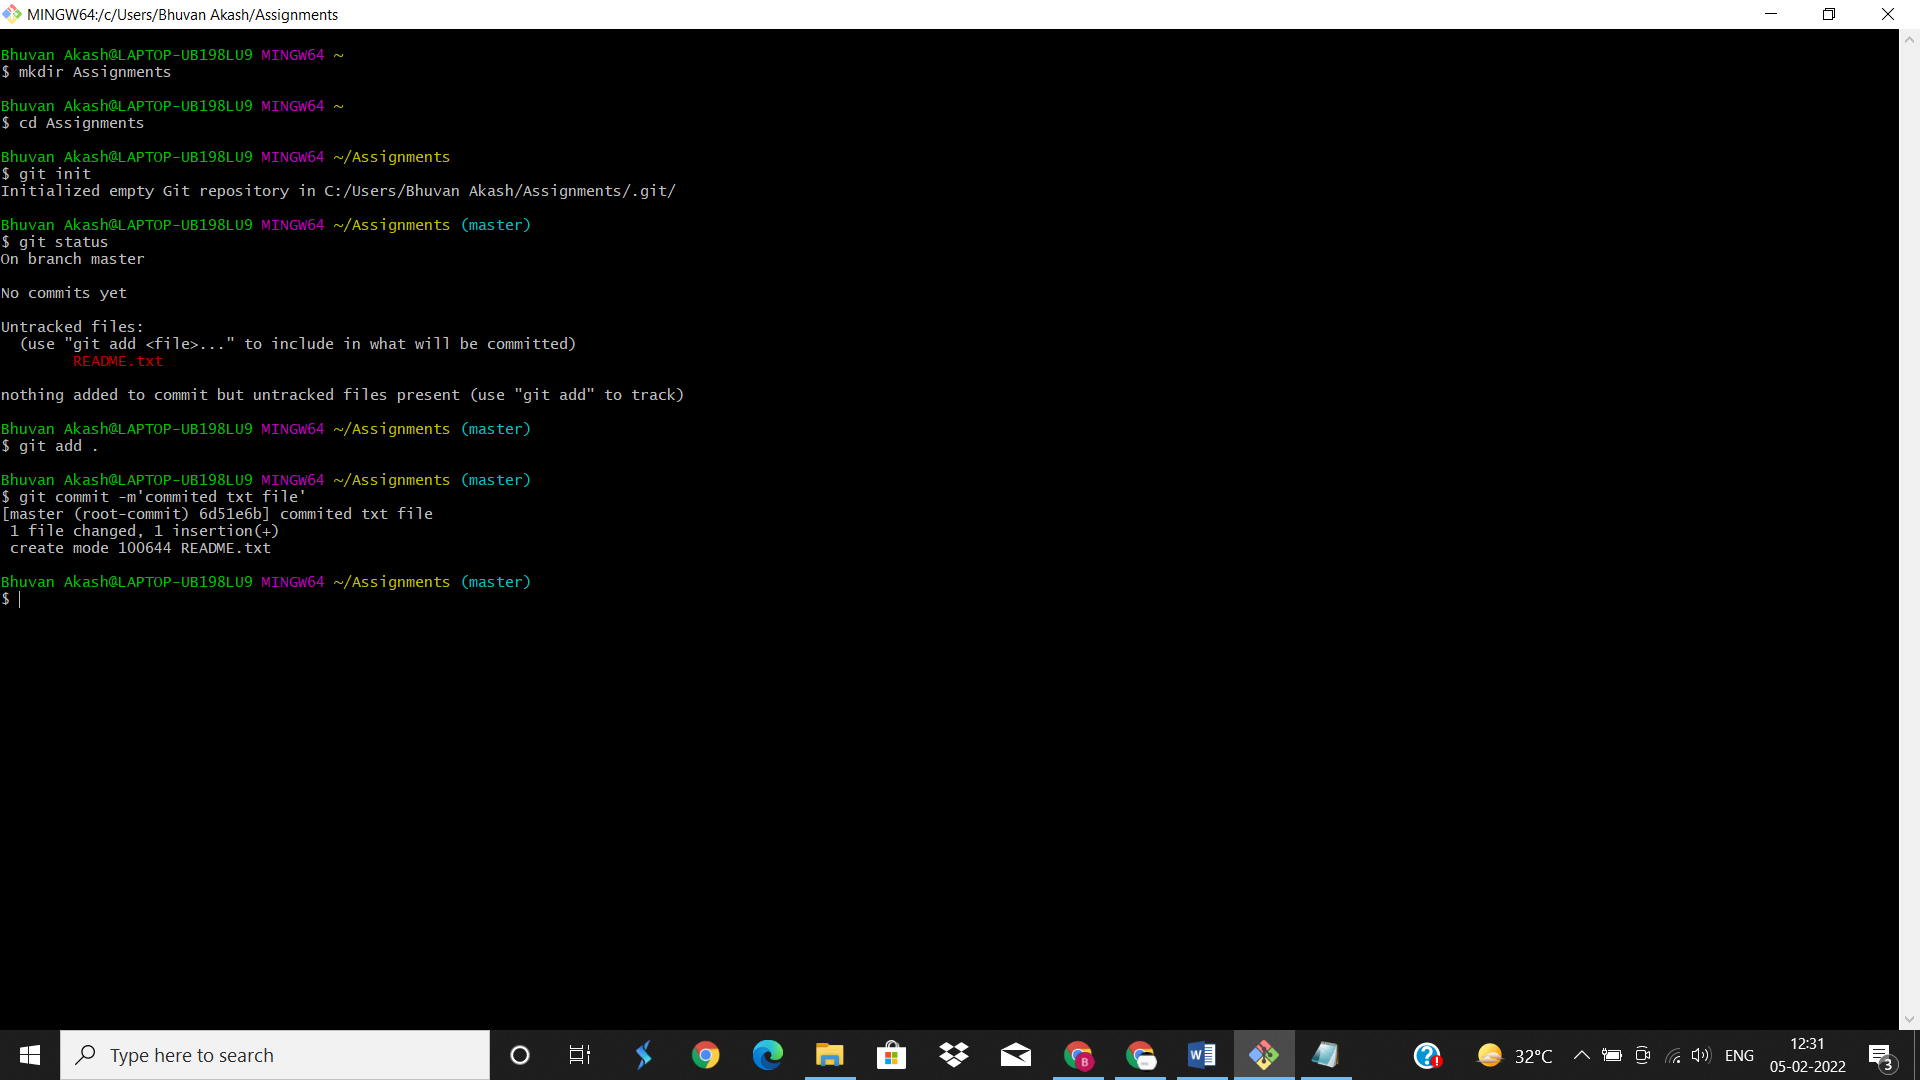 MINGW64:/c/Users/Bhuvan Akash/Assignments
Bhuvan Akash@LAPTOP-UB198LU9 MINGW64 ~
$ mkdir Assignments
Bhuvan Akash@LAPTOP-UB198LU9 MINGW64 ~
$ cd Assignments
Bhuvan Akash@LAPTOP-UB198LU9 MINGW64 ~/Assignments
$ git init
Initialized empty Git repository in C:/Users/Bhuvan Akash/Assignments/.git/
Bhuvan Akash@LAPTOP-UB198LU9 MINGW64 ~/Assignments (master)
$ git status
On branch master
No commits yet
Untracked files:
  (use "git add <file>..." to include in what will be committed)
        README.txt
nothing added to commit but untracked files present (use "git add" to track)
Bhuvan Akash@LAPTOP-UB198LU9 MINGW64 ~/Assignments (master)
$ git add .
Bhuvan Akash@LAPTOP-UB198LU9 MINGW64 ~/Assignments (master)
$ git commit -m'commited txt file'
[master (root-commit) 6d51e6b] commited txt file
 1 file changed, 1 insertion(+)
 create mode 100644 README.txt
Bhuvan Akash@LAPTOP-UB198LU9 MINGW64 ~/Assignments (master)
$
Type here to search
B
W
32°C
ENG
12:31
05-02-2022
3